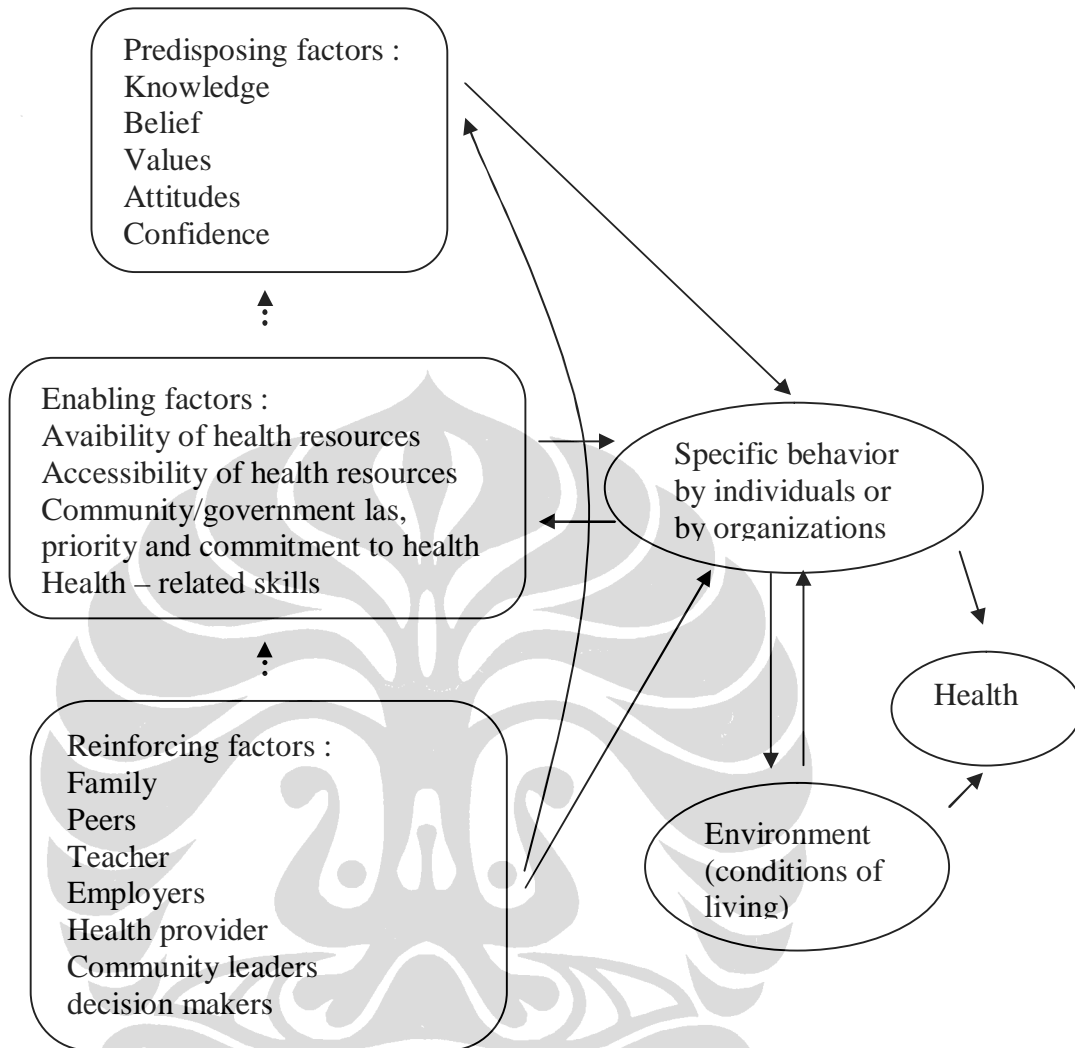 Predisposing factors :
Knowledge
Belief
Values
Attitudes
Confidence
Enabling factors :
Avaibility of health resources
Accessibility of health resources
Community/government las,
priority and commitment to health
Health – related skills
Reinforcing factors :
Family
Peers
Teacher
Employers
Health provider
Community leaders
decision makers
Specific behavior
by individuals or
by organizations
Health
Environment
(conditions of
living)